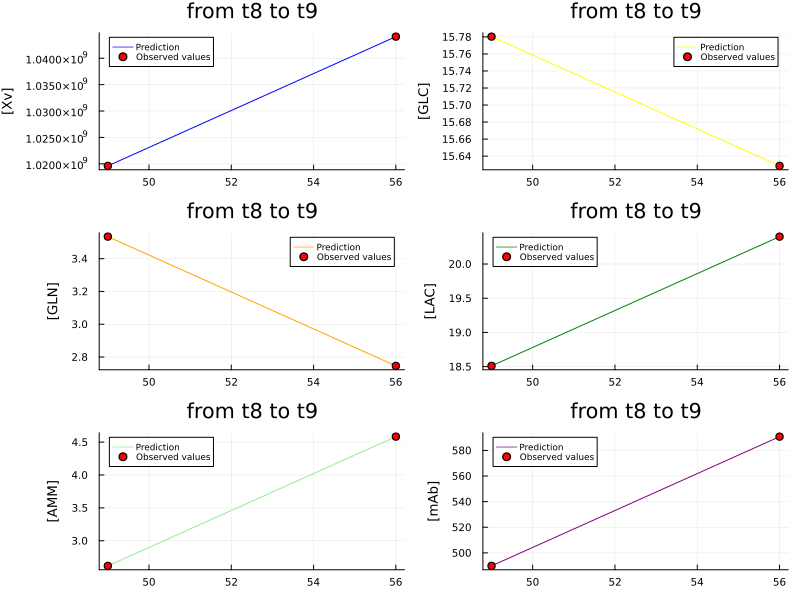 from t8 to t9
[Xv]
1.0400×10⁹
1.0350×10⁹
1.0300×10⁹
1.0250×10⁹
1.0200×10⁹
Prediction
Observed values
50 52 54 56
from t8 to t9
[GLC]
15.78
15.76
15.74
15.72
15.70
15.68
15.66
15.64
Prediction
Observed values
50 52 54 56
from t8 to t9
[GLN]
3.4
3.2
3.0
2.8
Prediction
Observed values
50 52 54 56
from t8 to t9
[LAC]
20.0
19.5
19.0
18.5
Prediction
Observed values
50 52 54 56
from t8 to t9
[AMM]
4.5
4.0
3.5
3.0
Prediction
Observed values
50 52 54 56
from t8 to t9
[mAb]
580
560
540
520
500
Prediction
Observed values
50 52 54 56